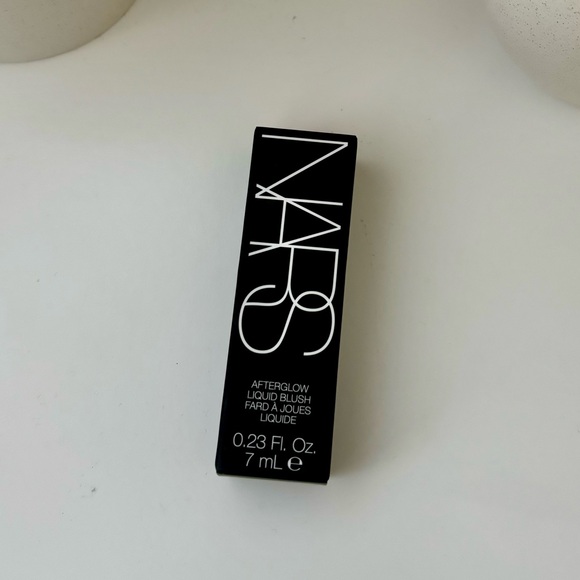 NARS
AFTERGLOW
LIQUID BLUSH
FARD À JOUES
LIQUIDE
0.23 Fl. Oz.
7 mL ℮